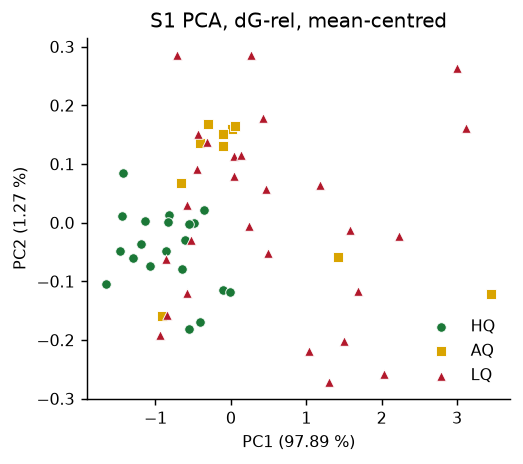 S1 PCA, dG-rel, mean-centred
0.3
0.2
0.1
0.0
−0.1
−0.2
−0.3
PC2 (1.27 %)
HQ
AQ
LQ
−1
0
1
2
3
PC1 (97.89 %)